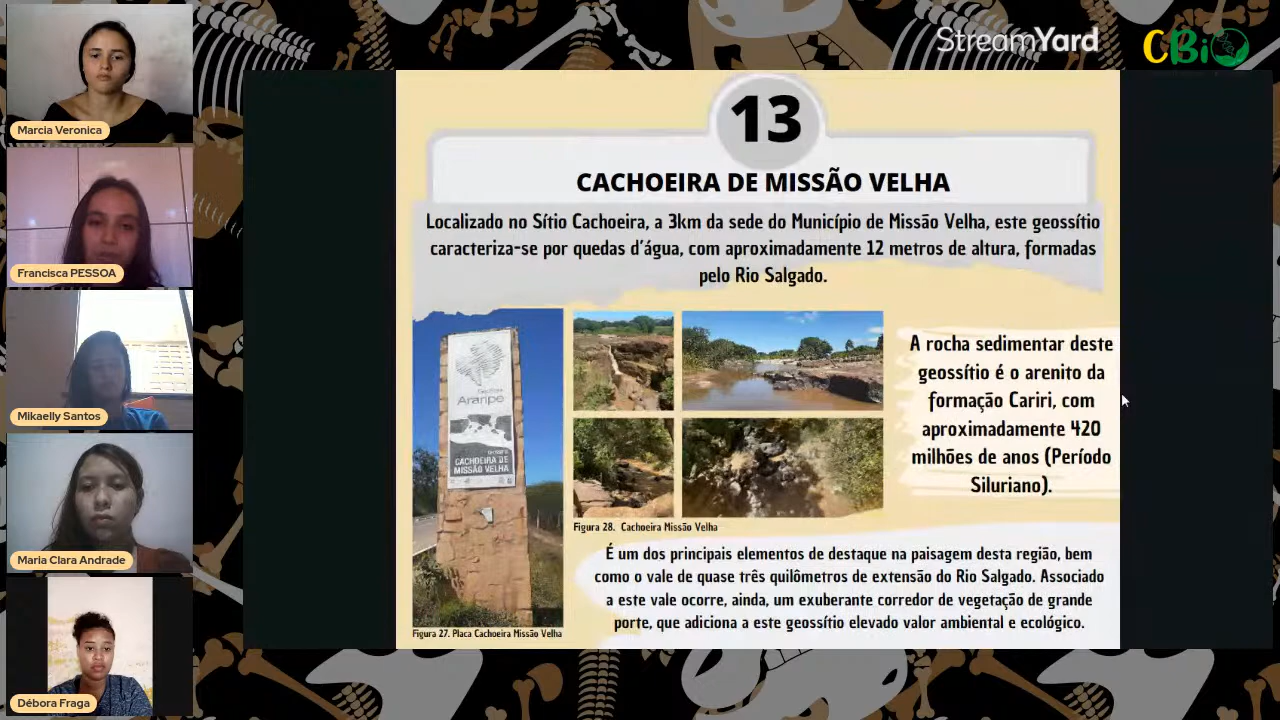 StreamYard
CBiO
Marcia Veronica
Francisca PESSOA
Mikaelly Santos
Maria Clara Andrade
Débora Fraga
13
CACHOEIRA DE MISSÃO VELHA
Localizado no Sítio Cachoeira, a 3km da sede do Município de Missão Velha, este geossítio
caracteriza-se por quedas d'água, com aproximadamente 12 metros de altura, formadas
pelo Rio Salgado.
Araripe
CACHOEIRA DE
MISSÃO VELHA
Figura 27. Placa Cachoeira Missão Velha
Figura 28. Cachoeira Missão Velha
A rocha sedimentar deste
geossítio é o arenito da
formação Cariri, com
aproximadamente 420
milhões de anos (Período
Siluriano).
É um dos principais elementos de destaque na paisagem desta região, bem
como o vale de quase três quilômetros de extensão do Rio Salgado. Associado
a este vale ocorre, ainda, um exuberante corredor de vegetação de grande
porte, que adiciona a este geossítio elevado valor ambiental e ecológico.